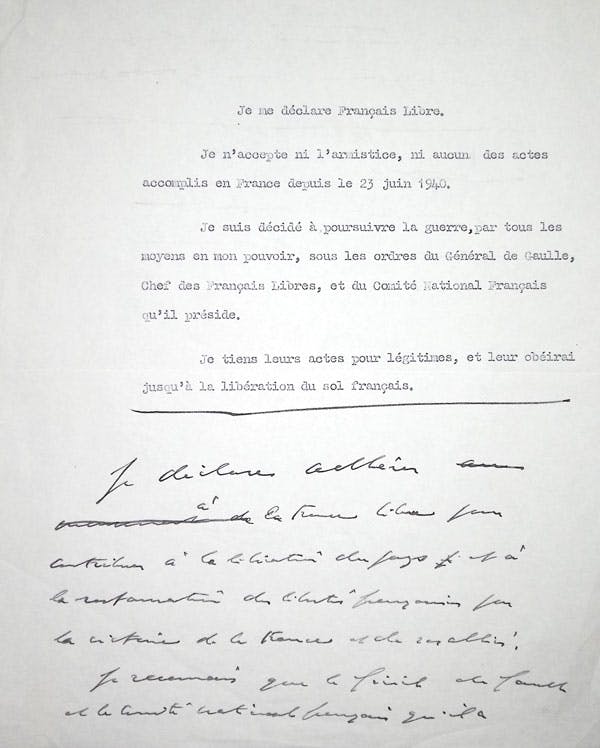 Je me déclare Français Libre.
Je n'accepte ni l'armistice, ni aucun des actes
accomplis en France depuis le 23 juin 1940.
Je suis décidé à poursuivre la guerre,par tous les
moyens en mon pouvoir, sous les ordres du Général de Gaulle,
Chef des Français Libres, et du Comité National Français
qu'il préside.
Je tiens leurs actes pour légitimes, et leur obéirai
jusqu'à la libération du sol français.
Je déclare adhérer
à la France libre pour
contribuer à la libération du pays et à
la restauration des libertés françaises par
la victoire de la France et de ses alliés.
Je reconnais que le Général de Gaulle
et le Comité national français qu'il a